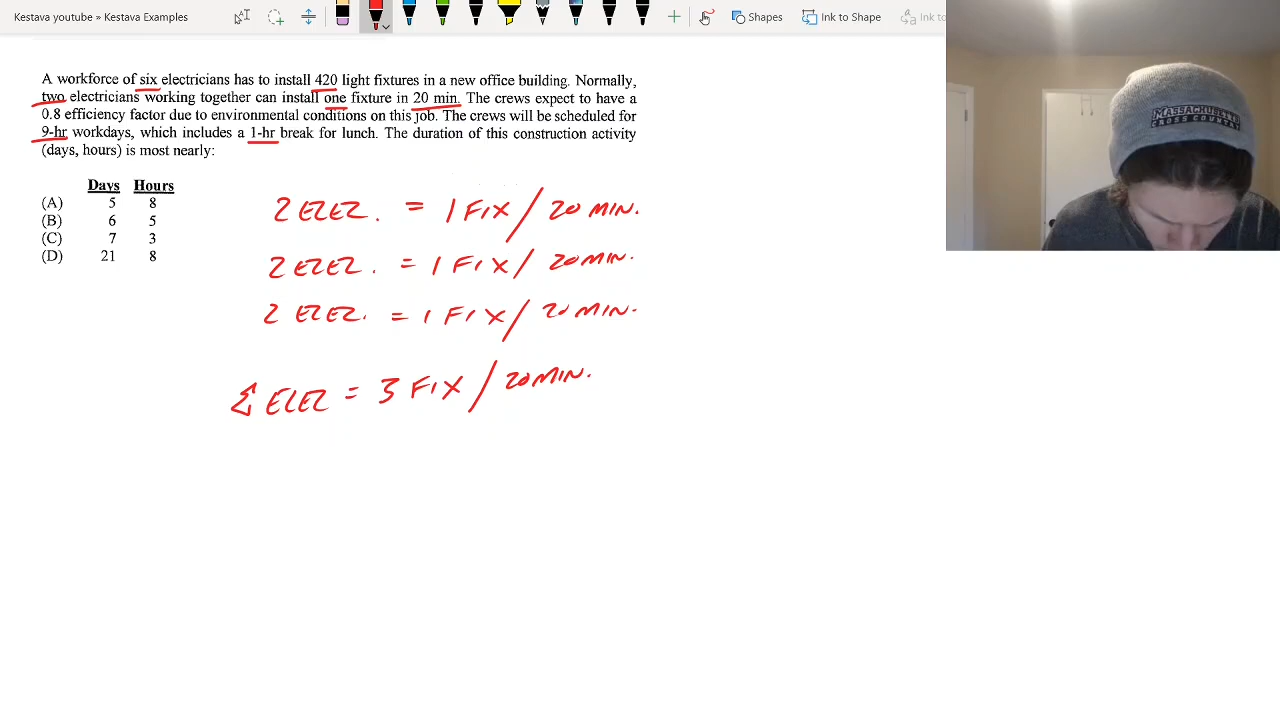 Kestava youtube » Kestava Examples
Shapes
Ink to Shape
Ink to
A workforce of six electricians has to install 420 light fixtures in a new office building. Normally,
two electricians working together can install one fixture in 20 min. The crews expect to have a
0.8 efficiency factor due to environmental conditions on this job. The crews will be scheduled for
9-hr workdays, which includes a 1-hr break for lunch. The duration of this construction activity
(days, hours) is most nearly:
Days Hours
(A) 5 8
(B) 6 5
(C) 7 3
(D) 21 8
2 ELEC. = 1 FIX / 20 MIN.
2 ELEC. = 1 FIX / 20 MIN.
2 ELEC. = 1 FIX / 20 MIN.
Σ ELEC = 3 FIX / 20 MIN.
MASSACHUSETTS
CROSS COUNTRY